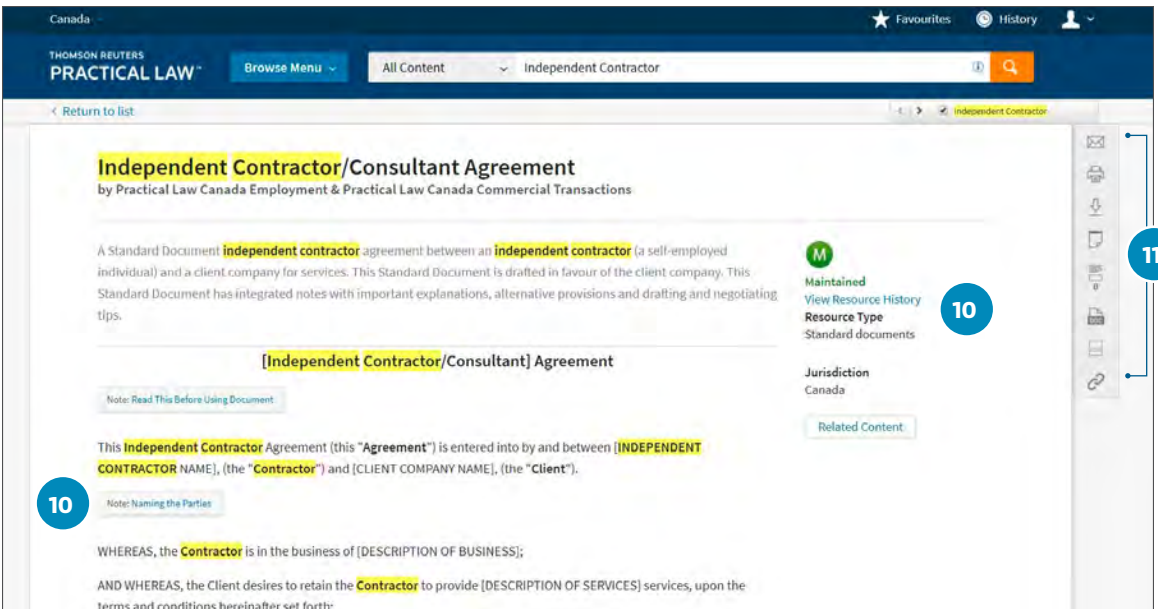 Canada
Favourites
History
THOMSON REUTERS
PRACTICAL LAW™
Browse Menu
All Content
Independent Contractor
Return to list
Independent Contractor
Independent Contractor/Consultant Agreement
by Practical Law Canada Employment & Practical Law Canada Commercial Transactions
A Standard Document independent contractor agreement between an independent contractor (a self-employed
individual) and a client company for services. This Standard Document is drafted in favour of the client company. This
Standard Document has integrated notes with important explanations, alternative provisions and drafting and negotiating
tips.
M
Maintained
View Resource History
Resource Type
Standard documents
10
Jurisdiction
Canada
Related Content
11
0
[Independent Contractor/Consultant] Agreement
Note: Read This Before Using Document
This Independent Contractor Agreement (this "Agreement") is entered into by and between [INDEPENDENT
CONTRACTOR NAME], (the "Contractor") and [CLIENT COMPANY NAME], (the "Client").
10
Note: Naming the Parties
WHEREAS, the Contractor is in the business of [DESCRIPTION OF BUSINESS];
AND WHEREAS, the Client desires to retain the Contractor to provide [DESCRIPTION OF SERVICES] services, upon the
terms and conditions hereinafter set forth;